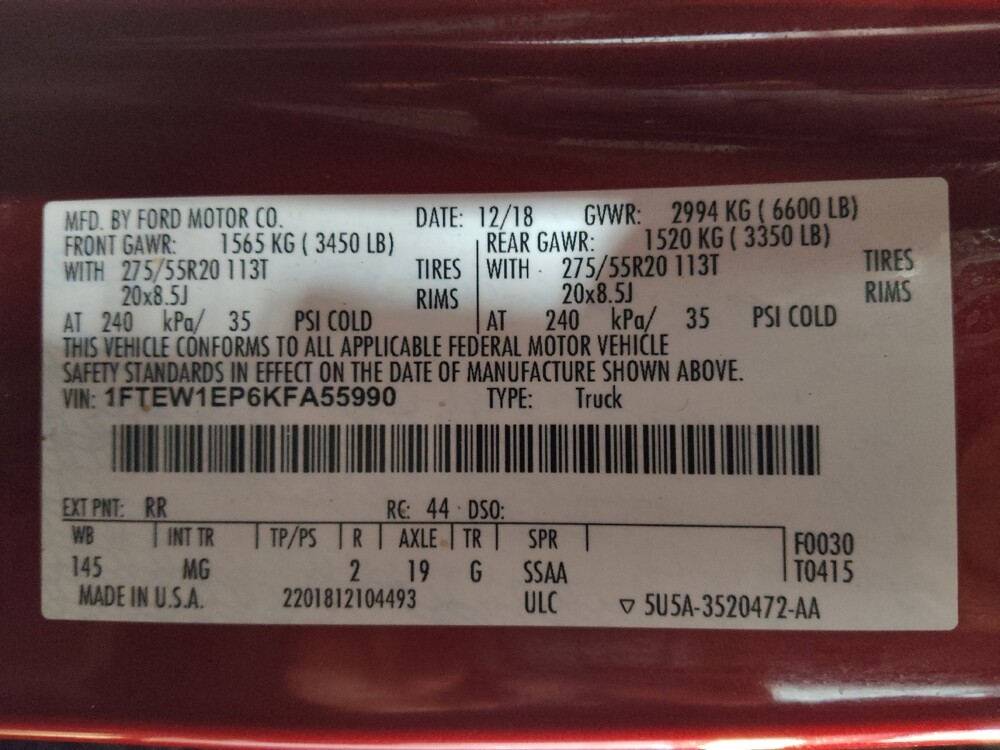 MFD. BY FORD MOTOR CO. DATE: 12/18 GVWR: 2994 KG ( 6600 LB)
FRONT GAWR: 1565 KG ( 3450 LB) REAR GAWR: 1520 KG ( 3350 LB)
WITH 275/55R20 113T TIRES WITH 275/55R20 113T TIRES
20x8.5J RIMS 20x8.5J RIMS
AT 240 kPa/ 35 PSI COLD AT 240 kPa/ 35 PSI COLD
THIS VEHICLE CONFORMS TO ALL APPLICABLE FEDERAL MOTOR VEHICLE
SAFETY STANDARDS IN EFFECT ON THE DATE OF MANUFACTURE SHOWN ABOVE.
VIN: 1FTEW1EP6KFA55990 TYPE: Truck
EXT PNT: RR RC: 44 DSO:
WB INT TR TP/PS R AXLE TR SPR F0030
145 MG 2 19 G SSAA T0415
MADE IN U.S.A. 2201812104493 ULC ▽ 5U5A-3520472-AA